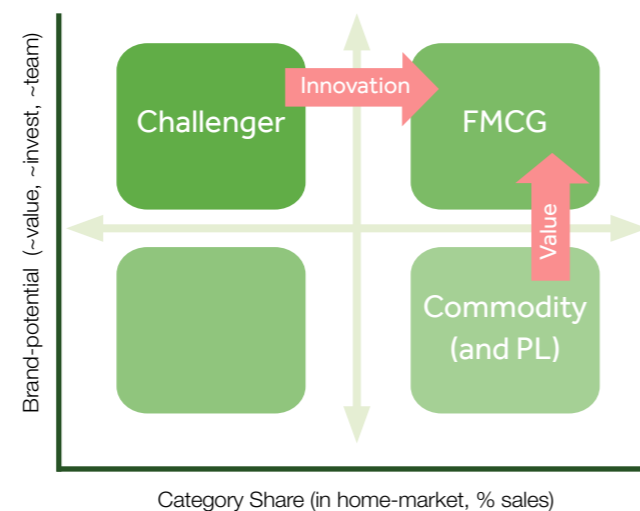 Brand-potential (~value, ~invest, ~team)
Challenger
Innovation
FMCG
Value
Commodity
(and PL)
Category Share (in home-market, % sales)